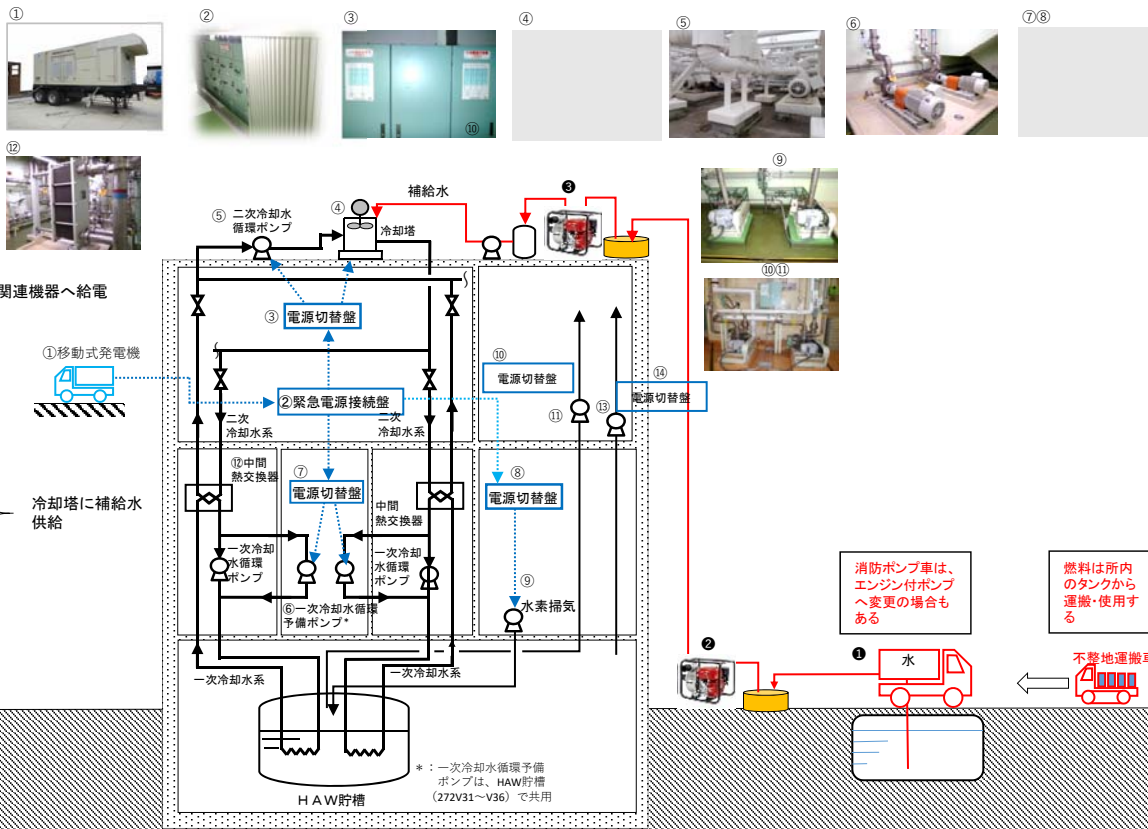 ①
②
③
④
⑤
⑥
⑦⑧
⑩
⑫
⑨
⑩⑪
補給水
❸
⑤
二次冷却水
循環ポンプ
④
冷却塔
関連機器へ給電
③
電源切替盤
①移動式発電機
②緊急電源接続盤
⑩
電源切替盤
⑭
電源切替盤
⑪
⑬
二次
冷却水系
二次
冷却水系
⑫中間
熱交換器
⑦
電源切替盤
中間
熱交換器
⑧
電源切替盤
冷却塔に補給水
供給
一次冷却
水循環
ポンプ
一次冷却
水循環
ポンプ
⑨
水素掃気
⑥一次冷却水循環
予備ポンプ*
消防ポンプ車は、
エンジン付ポンプ
へ変更の場合も
ある
燃料は所内
のタンクから
運搬・使用す
る
❷
❶
水
不整地運搬車
一次冷却水系
一次冷却水系
HAW貯槽
*：一次冷却水循環予備
ポンプは、HAW貯槽
（272V31～V36）で共用